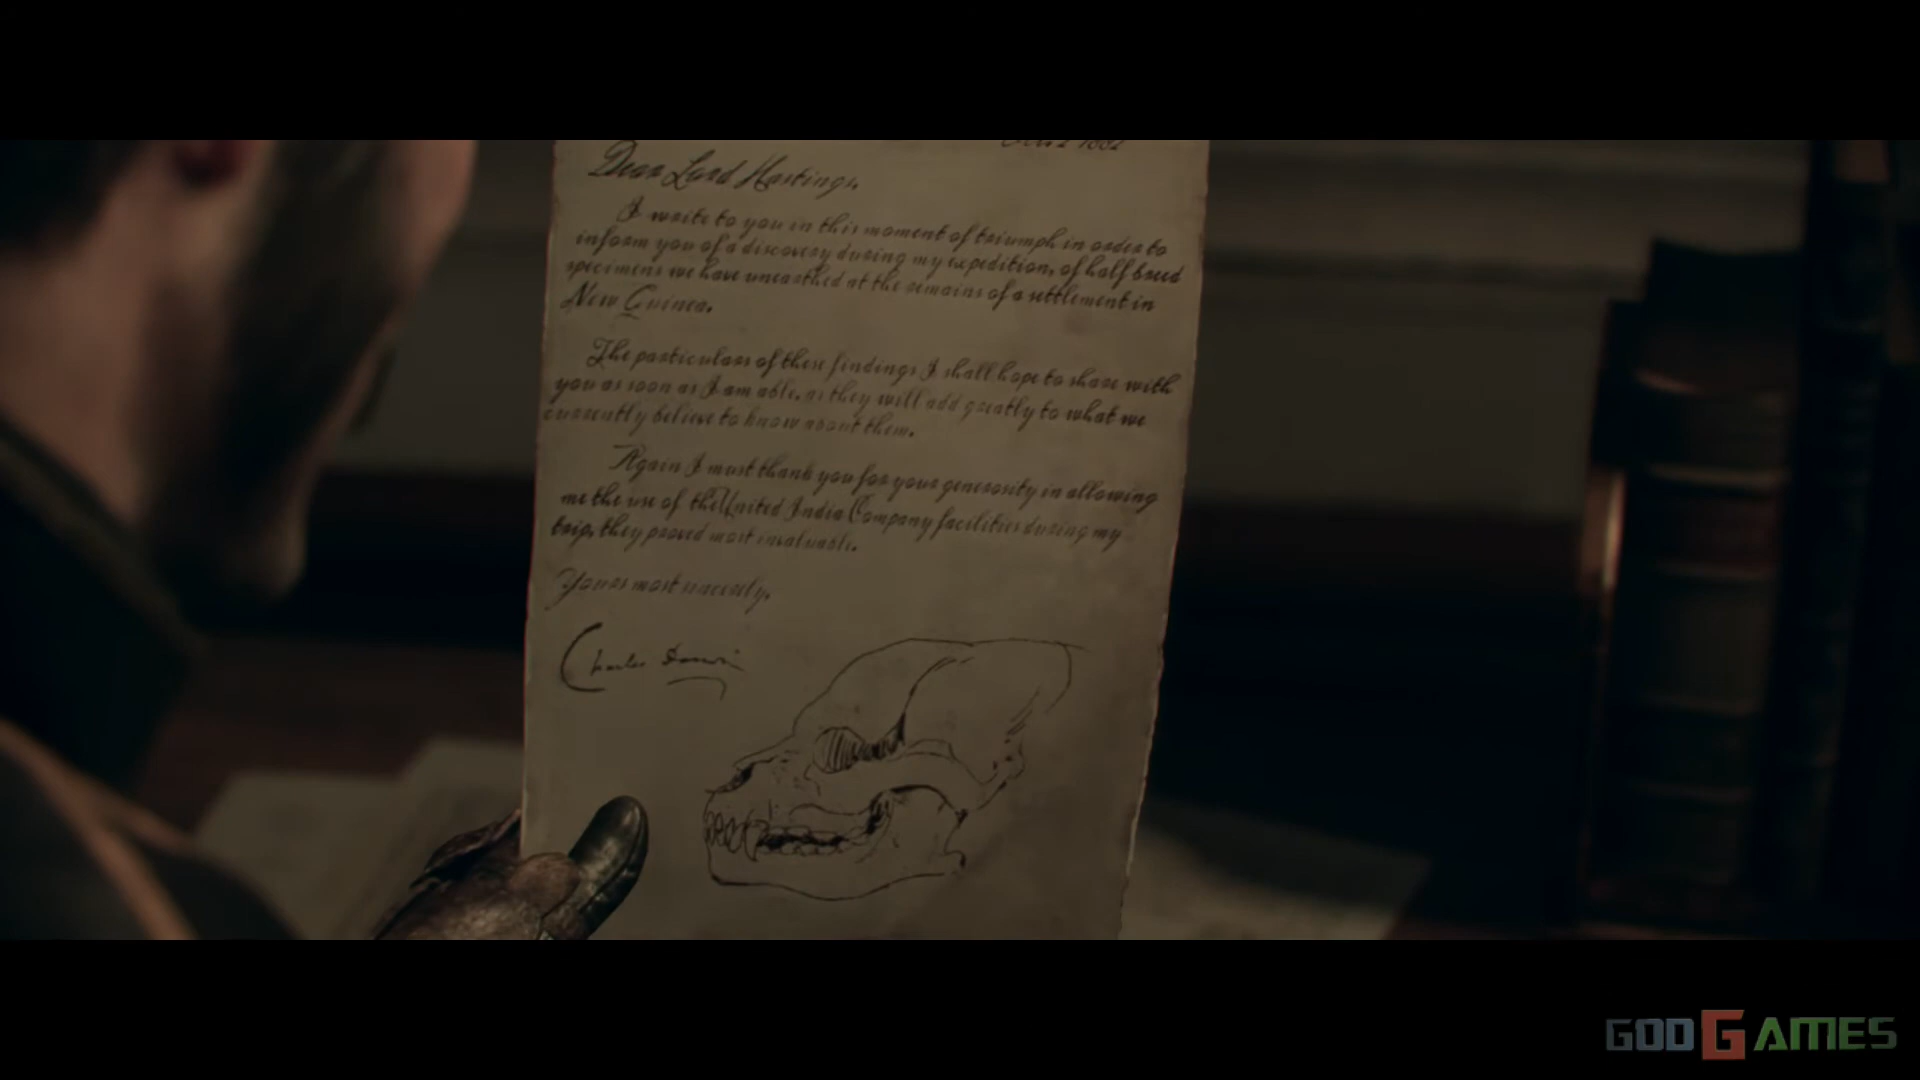 Dear Lord Hastings,
I write to you in this moment of triumph in order to
inform you of a discovery during my expedition, of half breed
specimens we have unearthed at the remains of a settlement in
New Guinea.
The particulars of these findings I shall hope to share with
you as soon as I am able, as they will add greatly to what we
currently believe to know about them.
Again I must thank you for your generosity in allowing
me the use of the United India Company facilities during my
trip, they proved most invaluable.
Yours most sincerely,
Charles Darwin
GODGAMES